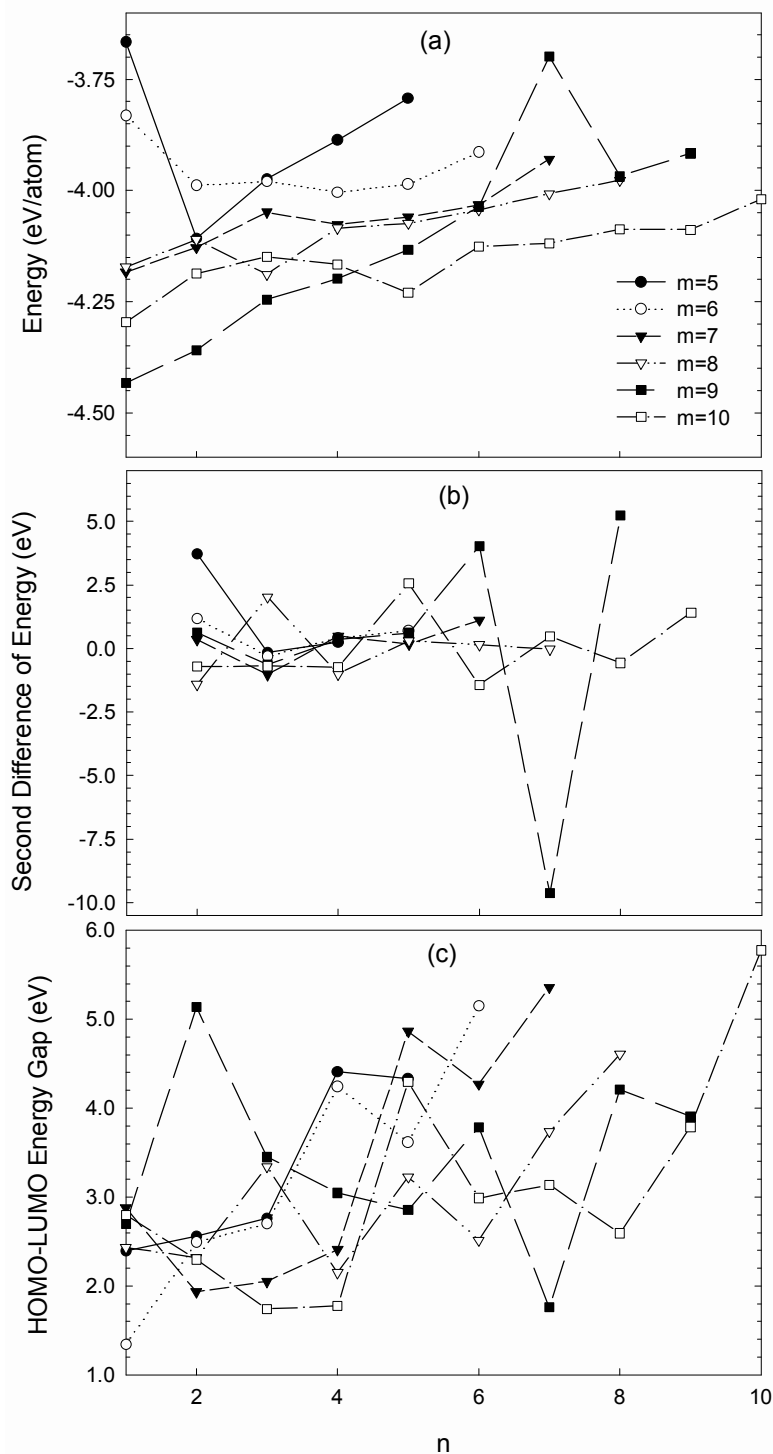 (a)
Energy (eV/atom)
-3.75
-4.00
-4.25
-4.50
m=5
m=6
m=7
m=8
m=9
m=10
(b)
Second Difference of Energy (eV)
5.0
2.5
0.0
-2.5
-5.0
-7.5
-10.0
(c)
HOMO-LUMO Energy Gap (eV)
6.0
5.0
4.0
3.0
2.0
1.0
2 4 6 8 10
n